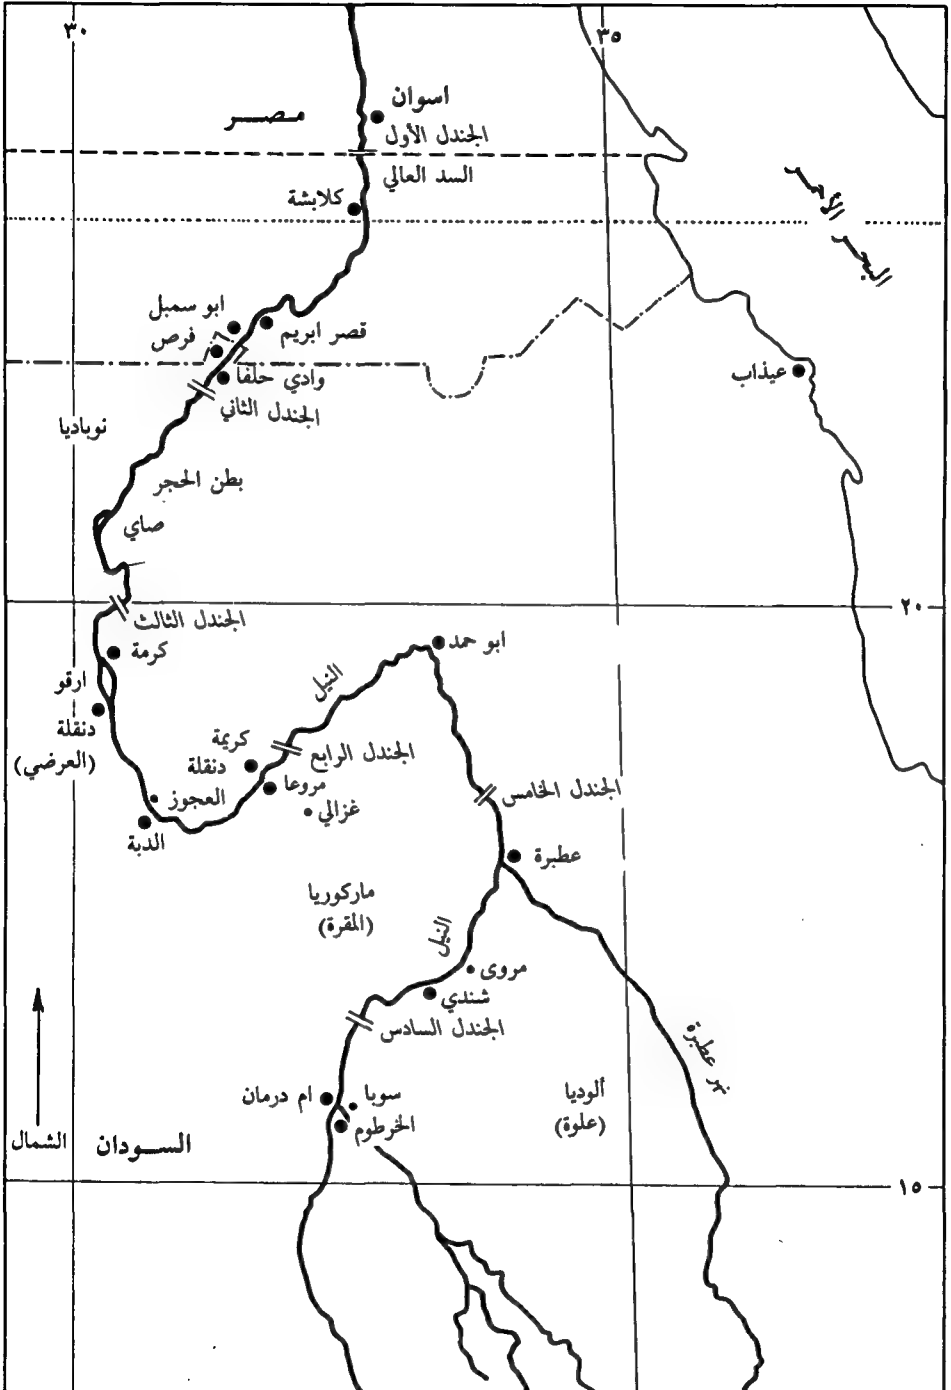 ٣٠
٣٥
مصر
اسوان
الجندل الأول
السد العالي
كلابشة
البحر الأحمر
ابو سمبل
فرص
قصر ابريم
وادي حلفا
الجندل الثاني
عيذاب
نوباديا
بطن الحجر
صاي
٢٠
الجندل الثالث
كرمة
ابو حمد
ارقو
النيل
دنقلة
(العرضي)
كريمة
الجندل الرابع
دنقلة
مروعا
العجوز
غزالي
الجندل الخامس
الدبة
عطبرة
ماركوريا
(المقرة)
النيل
مروى
شندي
الجندل السادس
نهر عطبرة
ام درمان
سوبا
الخرطوم
ألوديا
(علوة)
الشمال
السودان
١٥